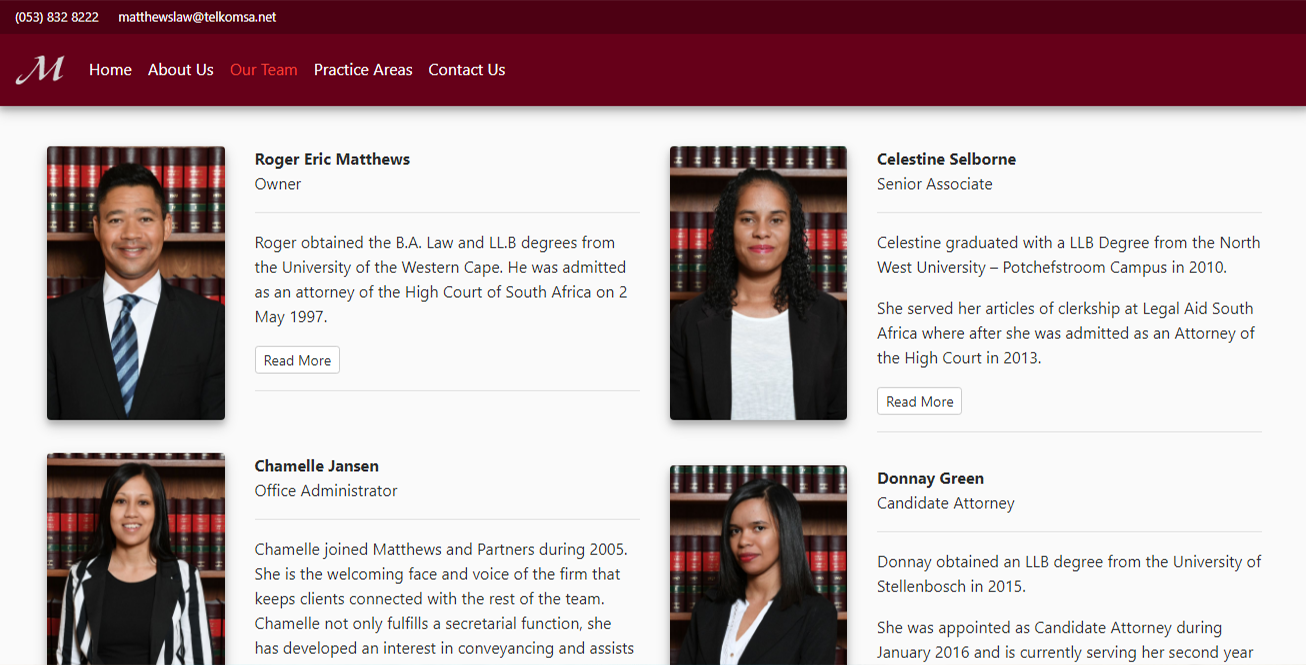 (053) 832 8222 matthewslaw@telkomsa.net
M Home About Us Our Team Practice Areas Contact Us
Roger Eric Matthews
Owner
Roger obtained the B.A. Law and LL.B degrees from
the University of the Western Cape. He was admitted
as an attorney of the High Court of South Africa on 2
May 1997.
Read More
Celestine Selborne
Senior Associate
Celestine graduated with a LLB Degree from the North
West University – Potchefstroom Campus in 2010.
She served her articles of clerkship at Legal Aid South
Africa where after she was admitted as an Attorney of
the High Court in 2013.
Read More
Chamelle Jansen
Office Administrator
Chamelle joined Matthews and Partners during 2005.
She is the welcoming face and voice of the firm that
keeps clients connected with the rest of the team.
Chamelle not only fulfills a secretarial function, she
has developed an interest in conveyancing and assists
Donnay Green
Candidate Attorney
Donnay obtained an LLB degree from the University of
Stellenbosch in 2015.
She was appointed as Candidate Attorney during
January 2016 and is currently serving her second year